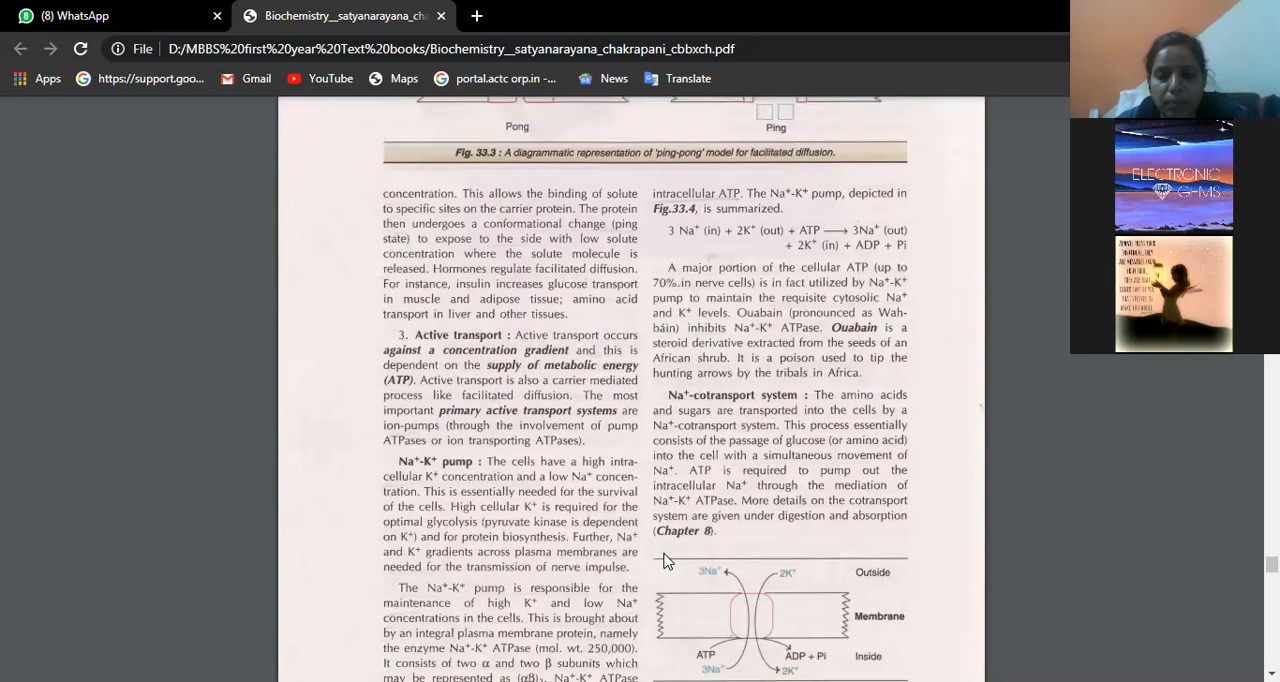 (8) WhatsApp
Biochemistry__satyanarayana_cha
File
D:/MBBS%20first%20year%20Text%20books/Biochemistry__satyanarayana_chakrapani_cbbxch.pdf
Apps
https://support.goo...
Gmail
YouTube
Maps
portal.actc orp.in -...
News
Translate
Pong
Ping
Fig. 33.3 : A diagrammatic representation of 'ping-pong' model for facilitated diffusion.
concentration. This allows the binding of solute
to specific sites on the carrier protein. The protein
then undergoes a conformational change (ping
state) to expose to the side with low solute
concentration where the solute molecule is
released. Hormones regulate facilitated diffusion.
For instance, insulin increases glucose transport
in muscle and adipose tissue; amino acid
transport in liver and other tissues.
3. Active transport : Active transport occurs
against a concentration gradient and this is
dependent on the supply of metabolic energy
(ATP). Active transport is also a carrier mediated
process like facilitated diffusion. The most
important primary active transport systems are
ion-pumps (through the involvement of pump
ATPases or ion transporting ATPases).
Na⁺-K⁺ pump : The cells have a high intra-
cellular K⁺ concentration and a low Na⁺ concen-
tration. This is essentially needed for the survival
of the cells. High cellular K⁺ is required for the
optimal glycolysis (pyruvate kinase is dependent
on K⁺) and for protein biosynthesis. Further, Na⁺
and K⁺ gradients across plasma membranes are
needed for the transmission of nerve impulse.
The Na⁺-K⁺ pump is responsible for the
maintenance of high K⁺ and low Na⁺
concentrations in the cells. This is brought about
by an integral plasma membrane protein, namely
the enzyme Na⁺-K⁺ ATPase (mol. wt. 250,000).
It consists of two α and two β subunits which
may be represented as (αβ)₂. Na⁺-K⁺ ATPase
intracellular ATP. The Na⁺-K⁺ pump, depicted in
Fig.33.4, is summarized.
3 Na⁺ (in) + 2K⁺ (out) + ATP ⟶ 3Na⁺ (out)
+ 2K⁺ (in) + ADP + Pi
A major portion of the cellular ATP (up to
70% in nerve cells) is in fact utilized by Na⁺-K⁺
pump to maintain the requisite cytosolic Na⁺
and K⁺ levels. Ouabain (pronounced as Wah-
báin) inhibits Na⁺-K⁺ ATPase. Ouabain is a
steroid derivative extracted from the seeds of an
African shrub. It is a poison used to tip the
hunting arrows by the tribals in Africa.
Na⁺-cotransport system : The amino acids
and sugars are transported into the cells by a
Na⁺-cotransport system. This process essentially
consists of the passage of glucose (or amino acid)
into the cell with a simultaneous movement of
Na⁺. ATP is required to pump out the
intracellular Na⁺ through the mediation of
Na⁺-K⁺ ATPase. More details on the cotransport
system are given under digestion and absorption
(Chapter 8).
3Na⁺
2K⁺
Outside
Membrane
ATP
ADP + Pi
Inside
3Na⁺
2K⁺
ELECTRONIC
GEMS